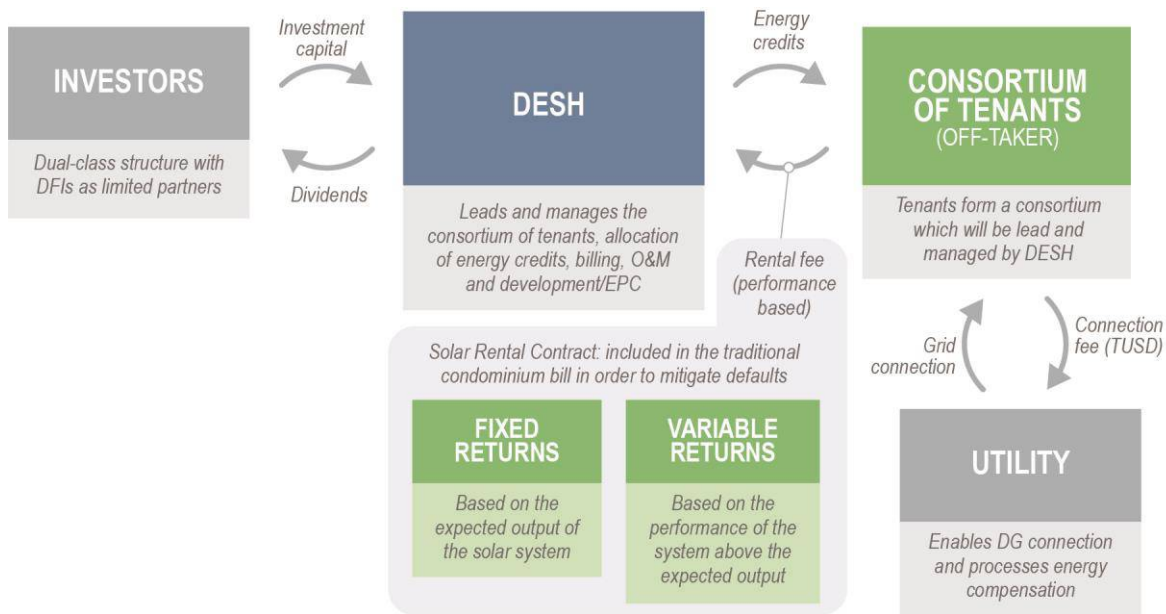 INVESTORS
Dual-class structure with
DFIs as limited partners
Investment
capital
Dividends
DESH
Leads and manages the
consortium of tenants, allocation
of energy credits, billing, O&M
and development/EPC
Energy
credits
Rental fee
(performance
based)
CONSORTIUM
OF TENANTS
(OFF-TAKER)
Tenants form a consortium
which will be lead and
managed by DESH
Solar Rental Contract: included in the traditional
condominium bill in order to mitigate defaults
FIXED
RETURNS
Based on the
expected output of
the solar system
VARIABLE
RETURNS
Based on the
performance of the
system above the
expected output
Grid
connection
Connection
fee (TUSD)
UTILITY
Enables DG connection
and processes energy
compensation